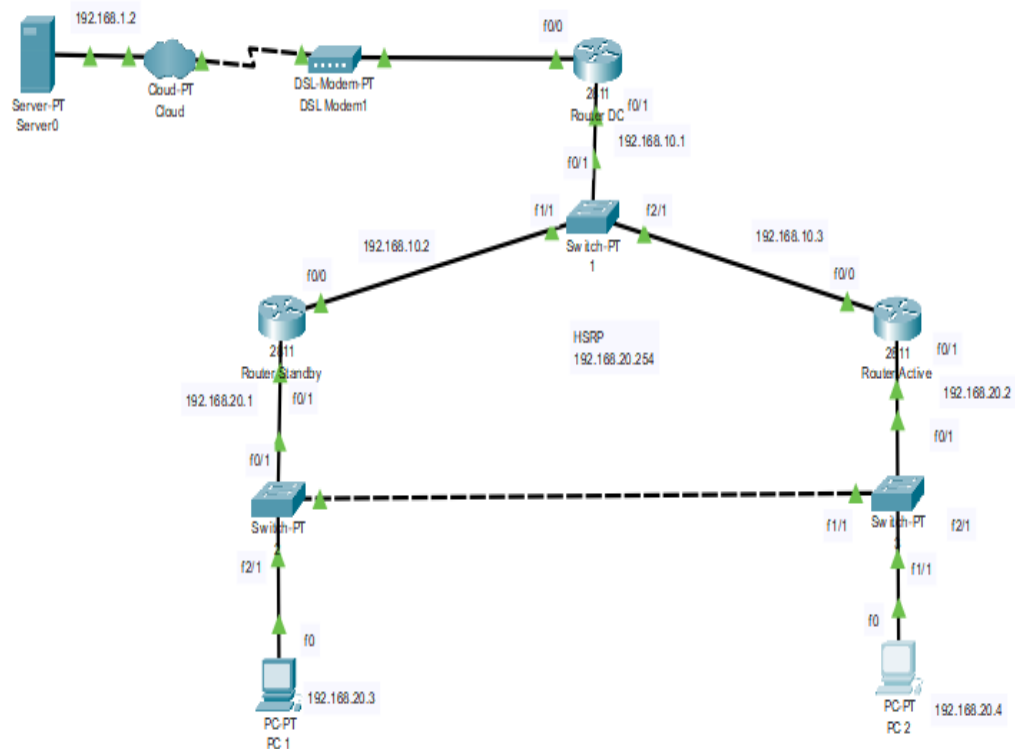 192.168.1.2
Server-PT
Server0
Cloud-PT
Cloud
DSL-Modem-PT
DSL Modem1
f0/0
2811
Router DC
f0/1
192.168.10.1
f0/1
f1/1
f2/1
Switch-PT
1
192.168.10.2
192.168.10.3
f0/0
f0/0
2811
Router Standby
HSRP
192.168.20.254
2811
Router Active
f0/1
192.168.20.1
f0/1
192.168.20.2
f0/1
f0/1
Switch-PT
f1/1
Switch-PT
f2/1
f2/1
f1/1
f0
f0
192.168.20.3
PC-PT
PC 1
192.168.20.4
PC-PT
PC 2